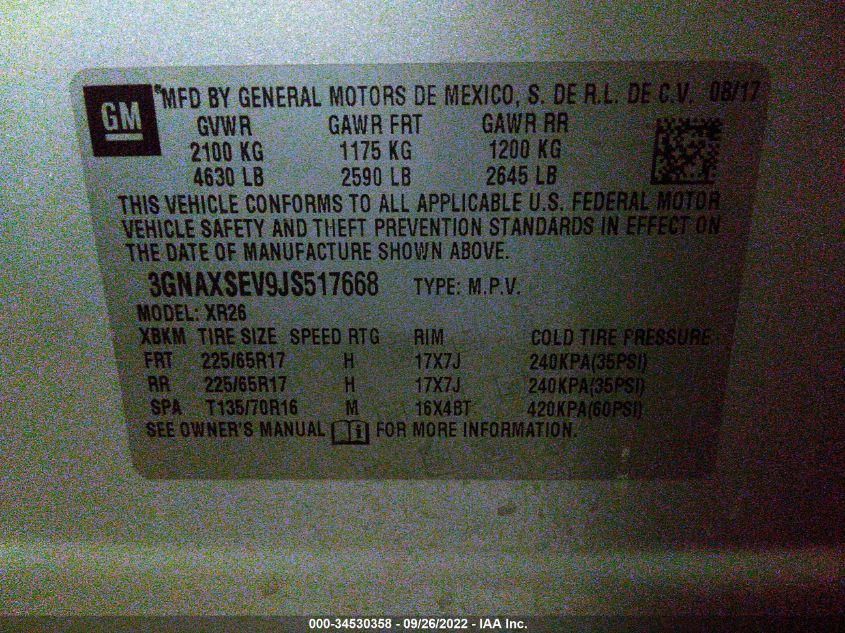 GM *MFD BY GENERAL MOTORS DE MEXICO, S. DE R.L. DE C.V. 08/17
GVWR GAWR FRT GAWR RR
2100 KG 1175 KG 1200 KG
4630 LB 2590 LB 2645 LB
THIS VEHICLE CONFORMS TO ALL APPLICABLE U.S. FEDERAL MOTOR
VEHICLE SAFETY AND THEFT PREVENTION STANDARDS IN EFFECT ON
THE DATE OF MANUFACTURE SHOWN ABOVE.
3GNAXSEV9JS517668 TYPE: M.P.V.
MODEL: XR26
XBKM TIRE SIZE SPEED RTG RIM COLD TIRE PRESSURE
FRT 225/65R17 H 17X7J 240KPA(35PSI)
RR 225/65R17 H 17X7J 240KPA(35PSI)
SPA T135/70R16 M 16X4BT 420KPA(60PSI)
SEE OWNER'S MANUAL FOR MORE INFORMATION.
000-34530358 - 09/26/2022 - IAA Inc.